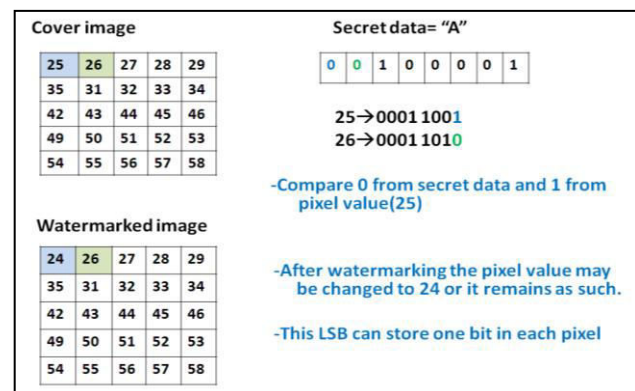 Cover image
25 26 27 28 29
35 31 32 33 34
42 43 44 45 46
49 50 51 52 53
54 55 56 57 58
Watermarked image
24 26 27 28 29
35 31 32 33 34
42 43 44 45 46
49 50 51 52 53
54 55 56 57 58
Secret data= “A”
0 0 1 0 0 0 0 1
25→00011001
26→00011010
-Compare 0 from secret data and 1 from
pixel value(25)
-After watermarking the pixel value may
be changed to 24 or it remains as such.
-This LSB can store one bit in each pixel